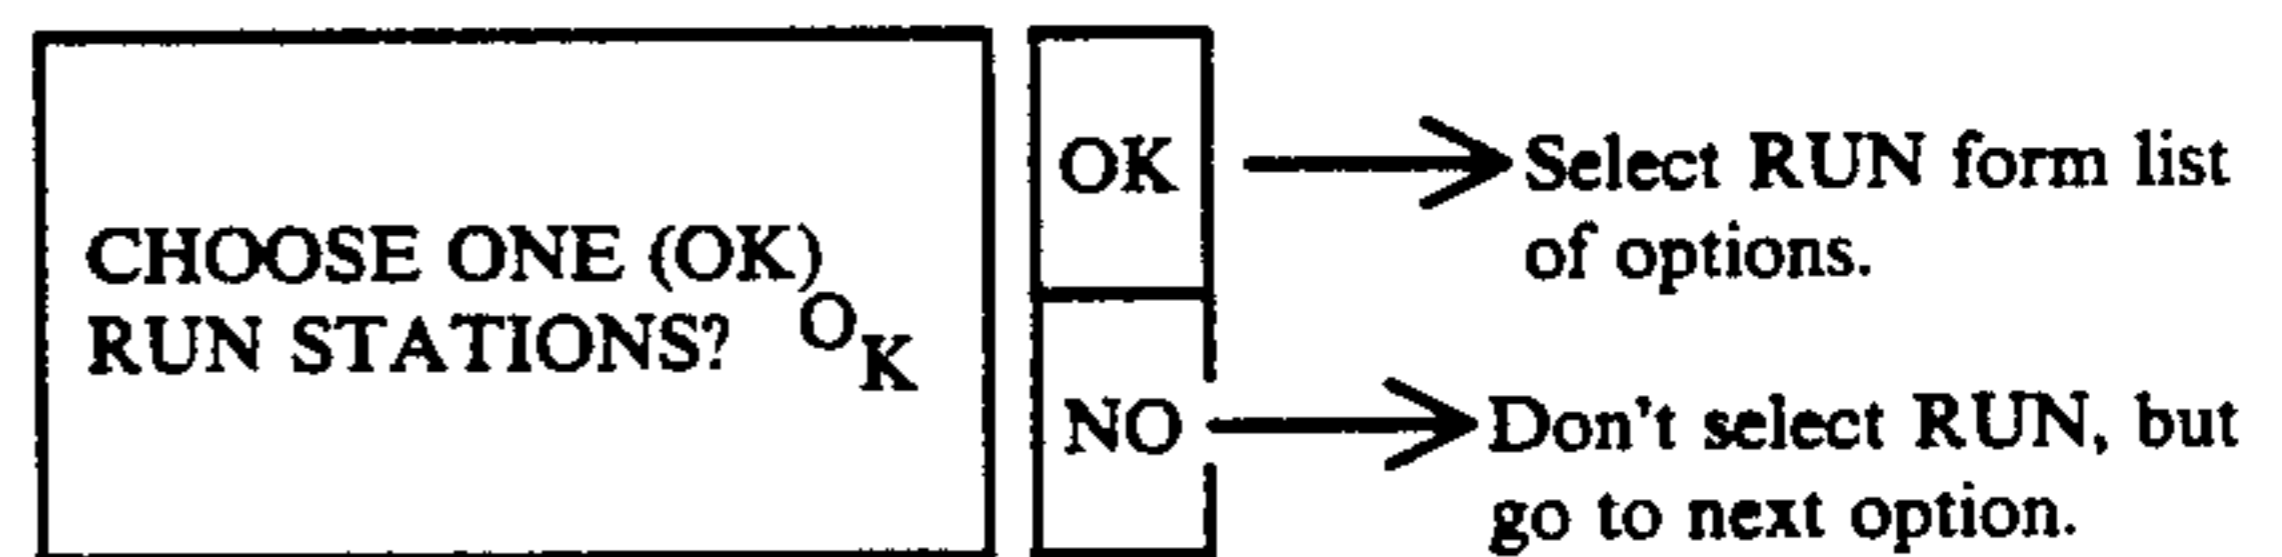 CHOOSE ONE (OK)
RUN STATIONS? OK
OK
Select RUN form list
of options.
NO
Don't select RUN, but
go to next option.